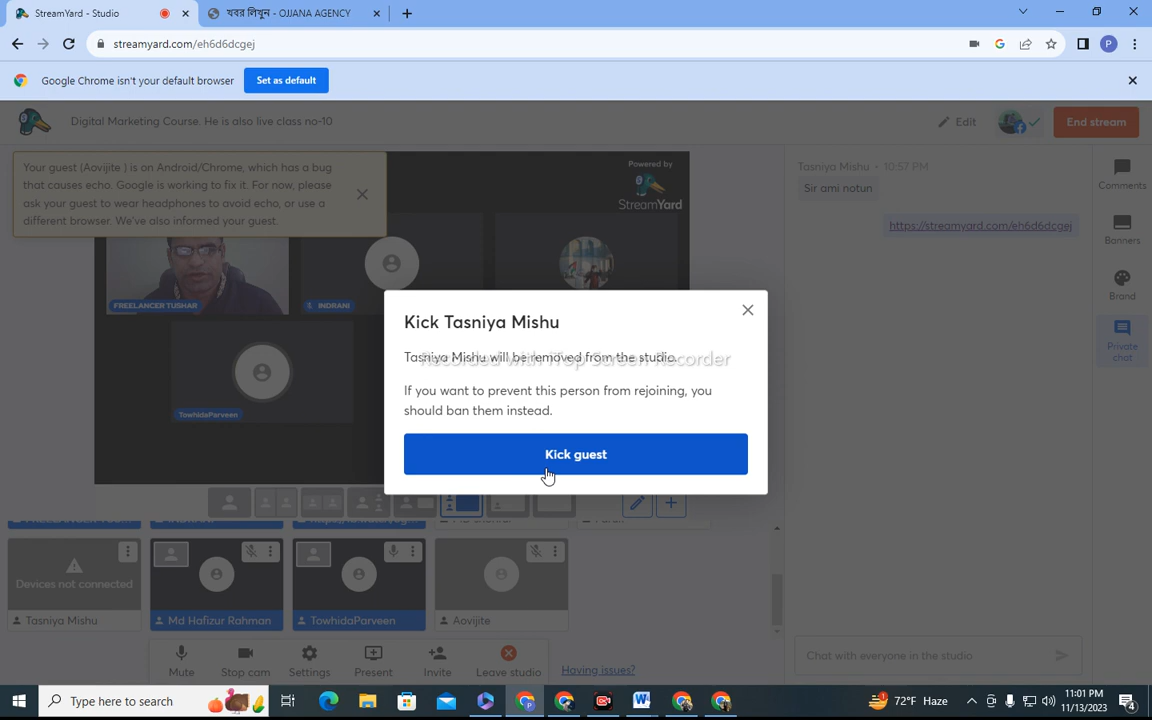 StreamYard - Studio
খবর লিখুন - OJJANA AGENCY
streamyard.com/eh6d6dcgej
Google Chrome isn't your default browser
Set as default
Digital Marketing Course. He is also live class no-10
Edit
End stream
Your guest (Aovijite ) is on Android/Chrome, which has a bug
that causes echo. Google is working to fix it. For now, please
ask your guest to wear headphones to avoid echo, or use a
different browser. We've also informed your guest.
Powered by
StreamYard
Tasniya Mishu • 10:57 PM
Sir ami notun
https://streamyard.com/eh6d6dcgej
Comments
Banners
Brand
Private
chat
FREELANCER TUSHAR
INDRANI
TowhidaParveen
Kick Tasniya Mishu
Tasniya Mishu will be removed from the studio.
Recorded with iTop Screen Recorder
If you want to prevent this person from rejoining, you
should ban them instead.
Kick guest
Devices not connected
Tasniya Mishu
Md Hafizur Rahman
TowhidaParveen
Aovijite
Mute
Stop cam
Settings
Present
Invite
Leave studio
Having issues?
Chat with everyone in the studio
Type here to search
72°F Haze
11:01 PM
11/13/2023
4